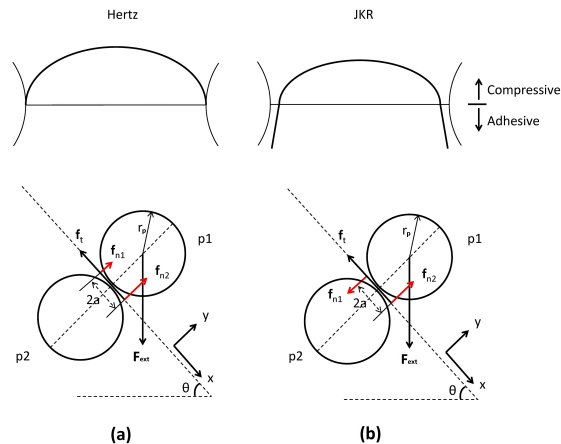 Hertz
JKR
Compressive
Adhesive
f_t
f_n1
r_p
p1
f_n2
2a
p2
F_ext
y
x
θ
f_t
r_p
p1
f_n1
f_n2
2a
p2
F_ext
y
x
θ
(a)
(b)